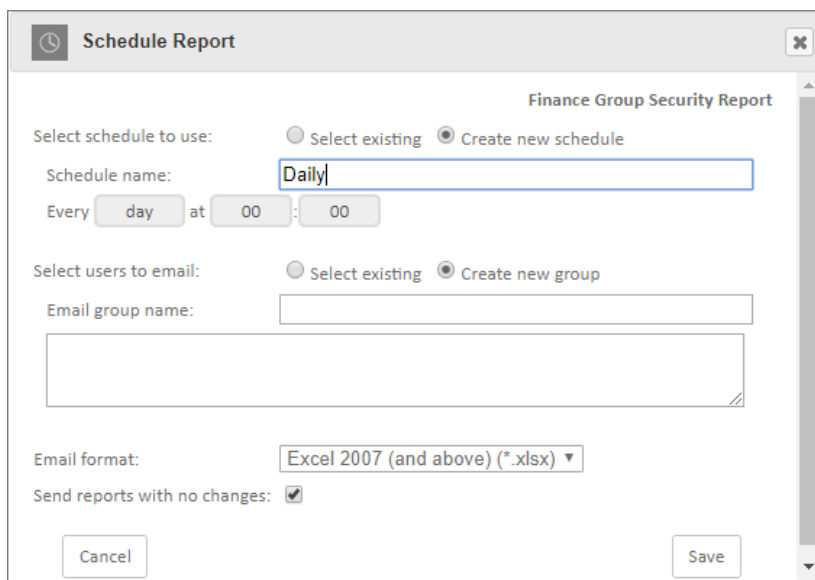 Schedule Report
Finance Group Security Report
Select schedule to use: Select existing Create new schedule
Schedule name: Daily
Every day at 00 : 00
Select users to email: Select existing Create new group
Email group name:
Email format: Excel 2007 (and above) (*.xlsx)
Send reports with no changes:
Cancel Save